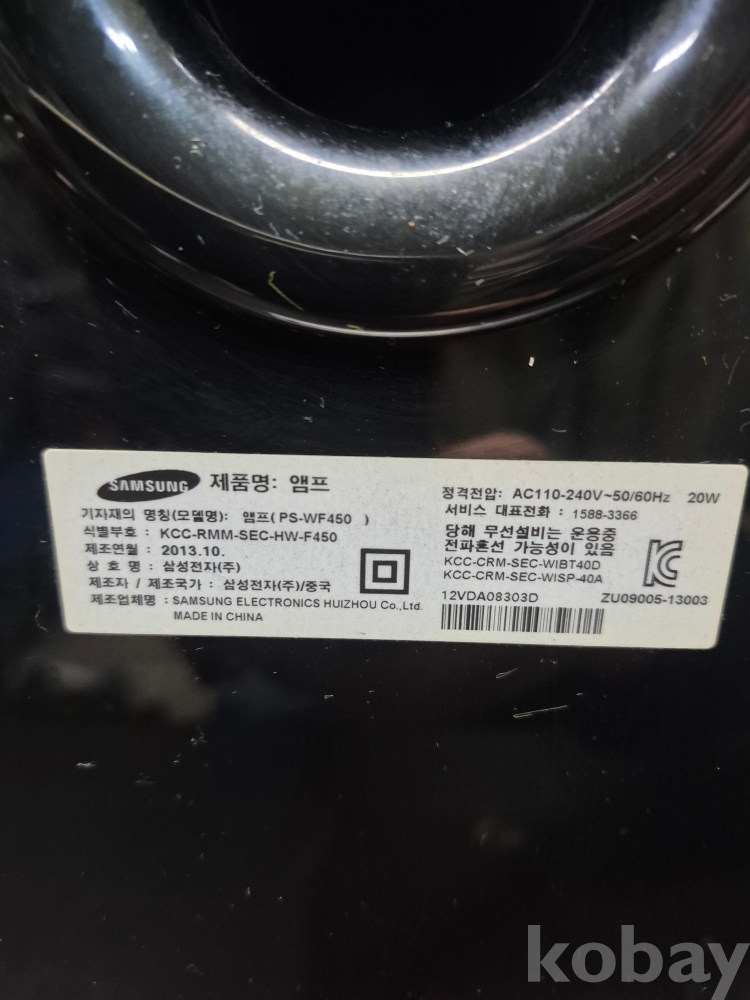 SAMSUNG 제품명: 앰프
기자재의 명칭(모델명): 앰프( PS-WF450 )
식별부호 : KCC-RMM-SEC-HW-F450
제조연월 : 2013.10.
상 호 명 : 삼성전자(주)
제조자 / 제조국가 : 삼성전자(주)/중국
제조업체명 : SAMSUNG ELECTRONICS HUIZHOU Co.,Ltd.
MADE IN CHINA
정격전압: AC110-240V~50/60Hz 20W
서비스 대표전화 : 1588-3366
당해 무선설비는 운용중
전파혼선 가능성이 있음
KCC-CRM-SEC-WIBT40D
KCC-CRM-SEC-WISP-40A
12VDA08303D ZU09005-13003
kobay